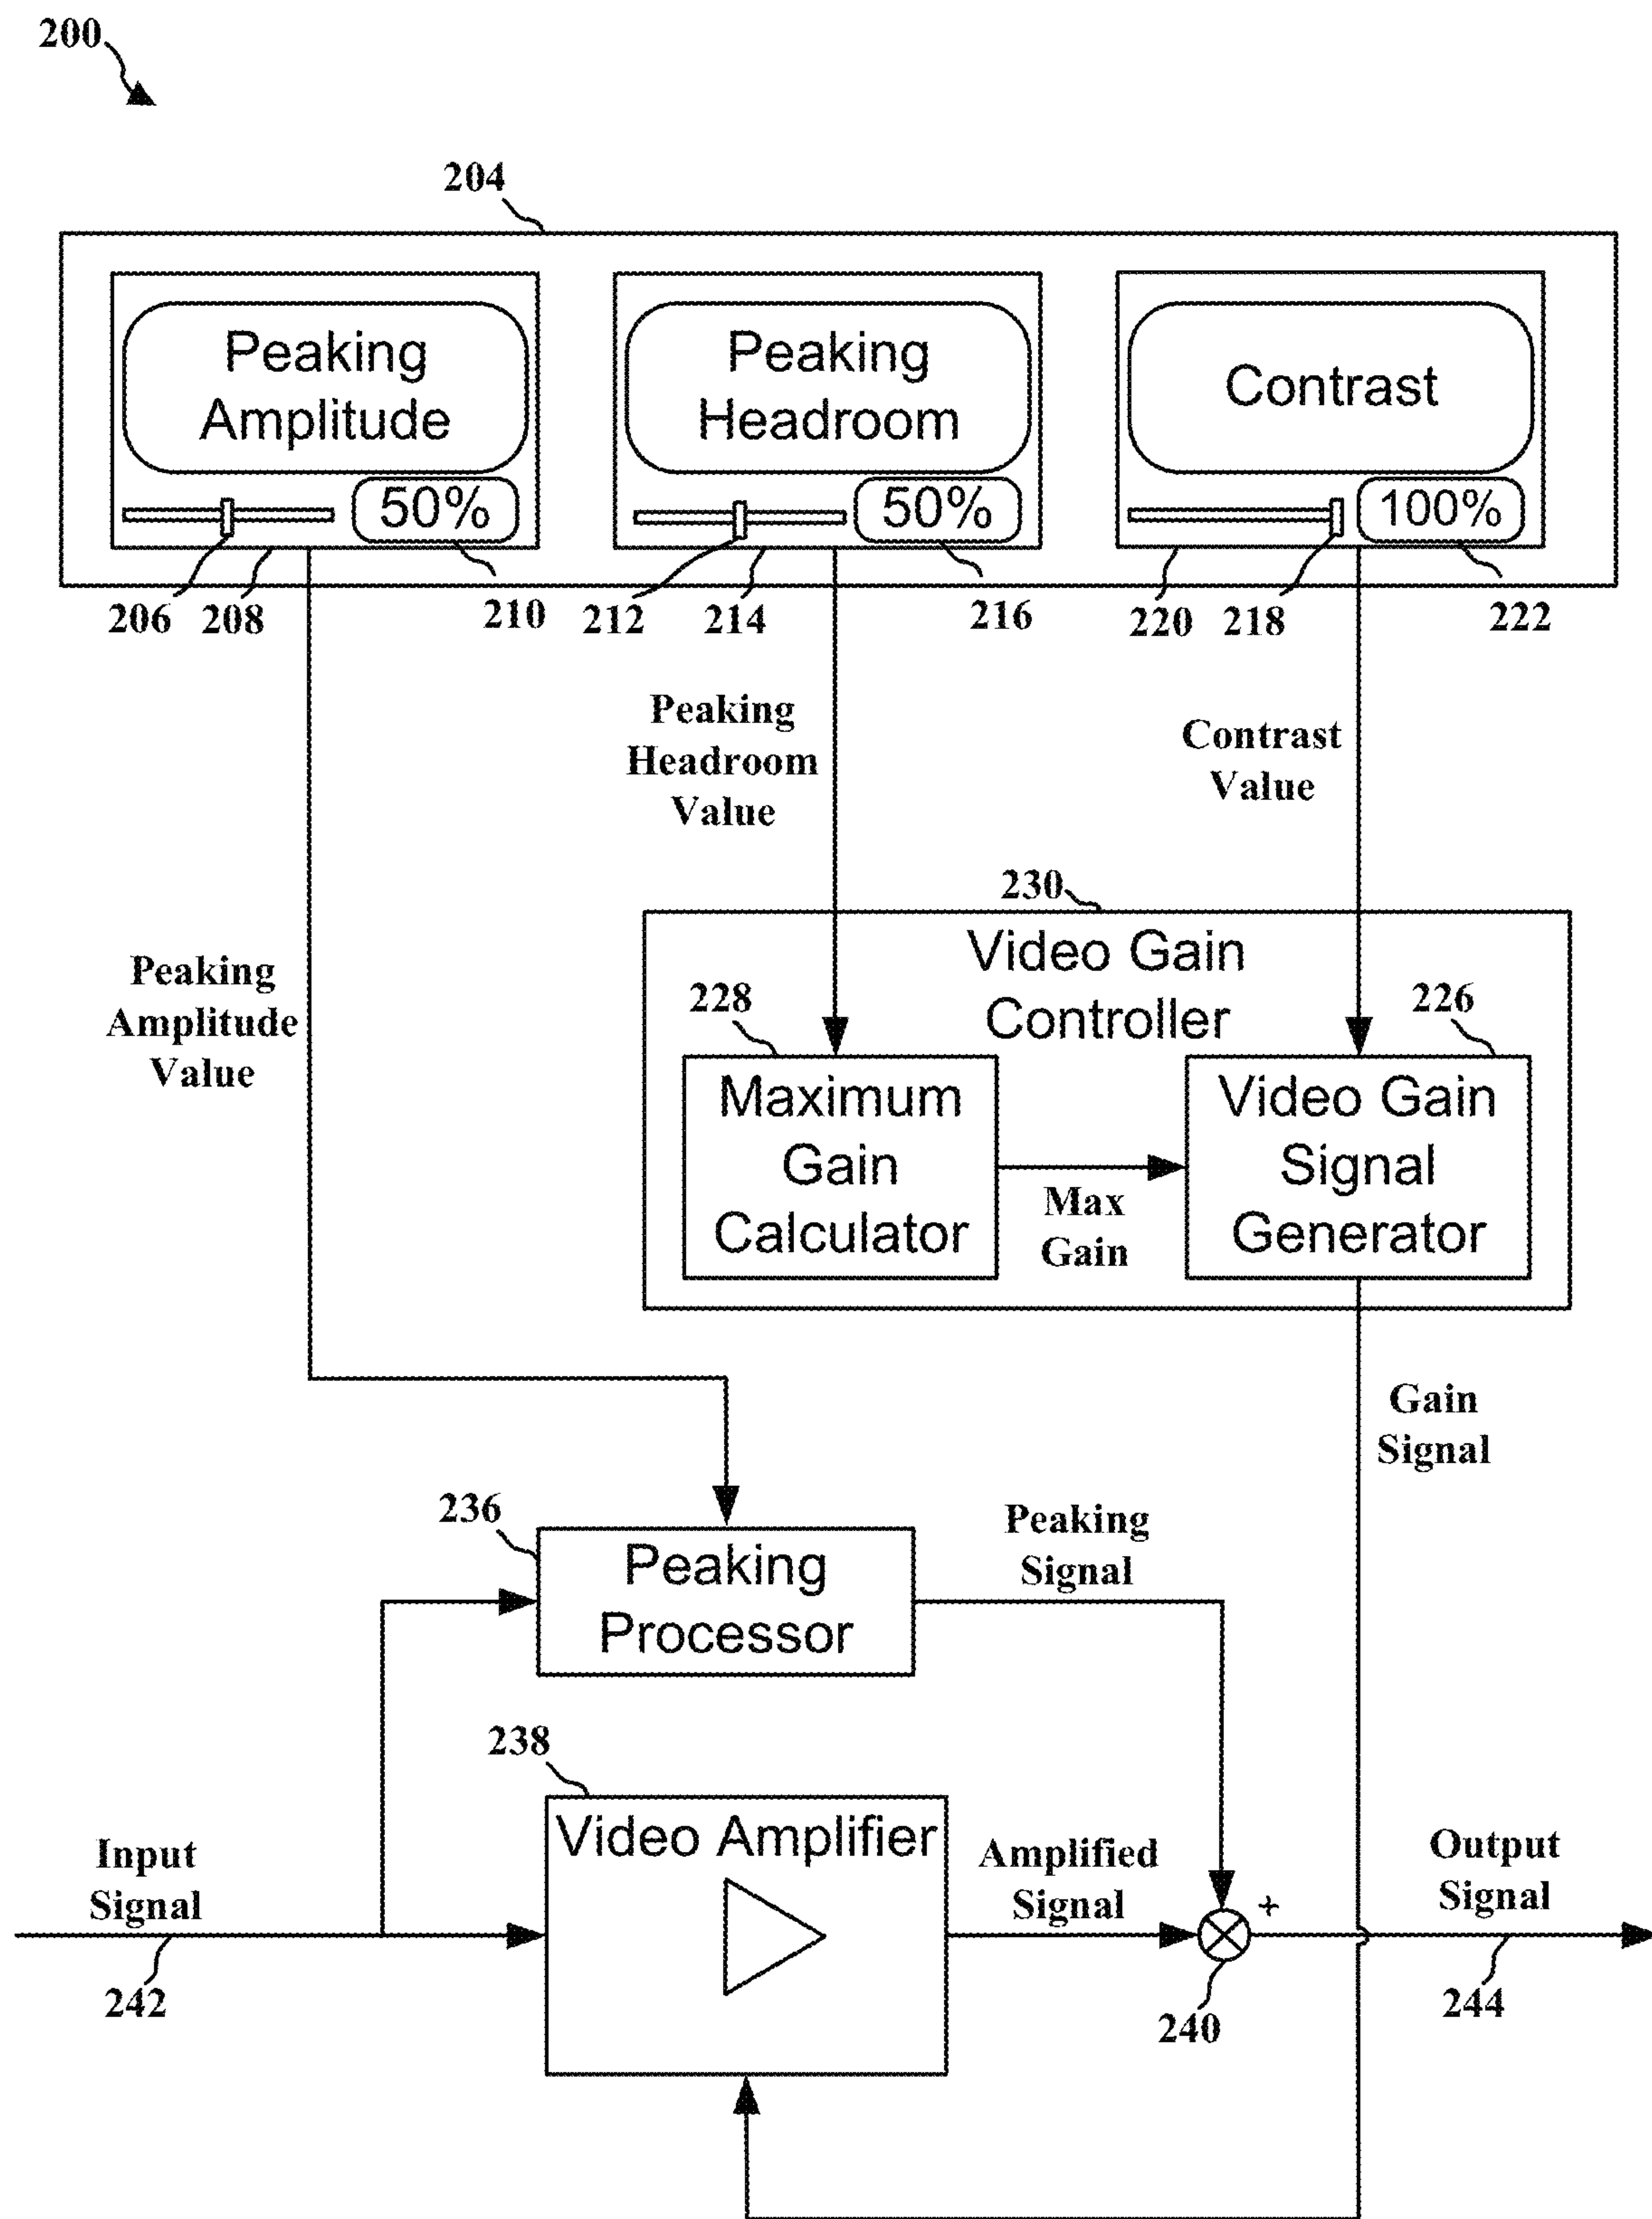 200
204
Peaking
Amplitude
50%
Peaking
Headroom
50%
Contrast
100%
206 208 210 212 214 216 220 218 222
Peaking
Headroom
Value
Contrast
Value
230
Video Gain
Controller
Peaking
Amplitude
Value
228
226
Maximum
Gain
Calculator
Max
Gain
Video Gain
Signal
Generator
Gain
Signal
236
Peaking
Processor
Peaking
Signal
238
Video Amplifier
Input
Signal
242
Amplified
Signal
+
240
Output
Signal
244